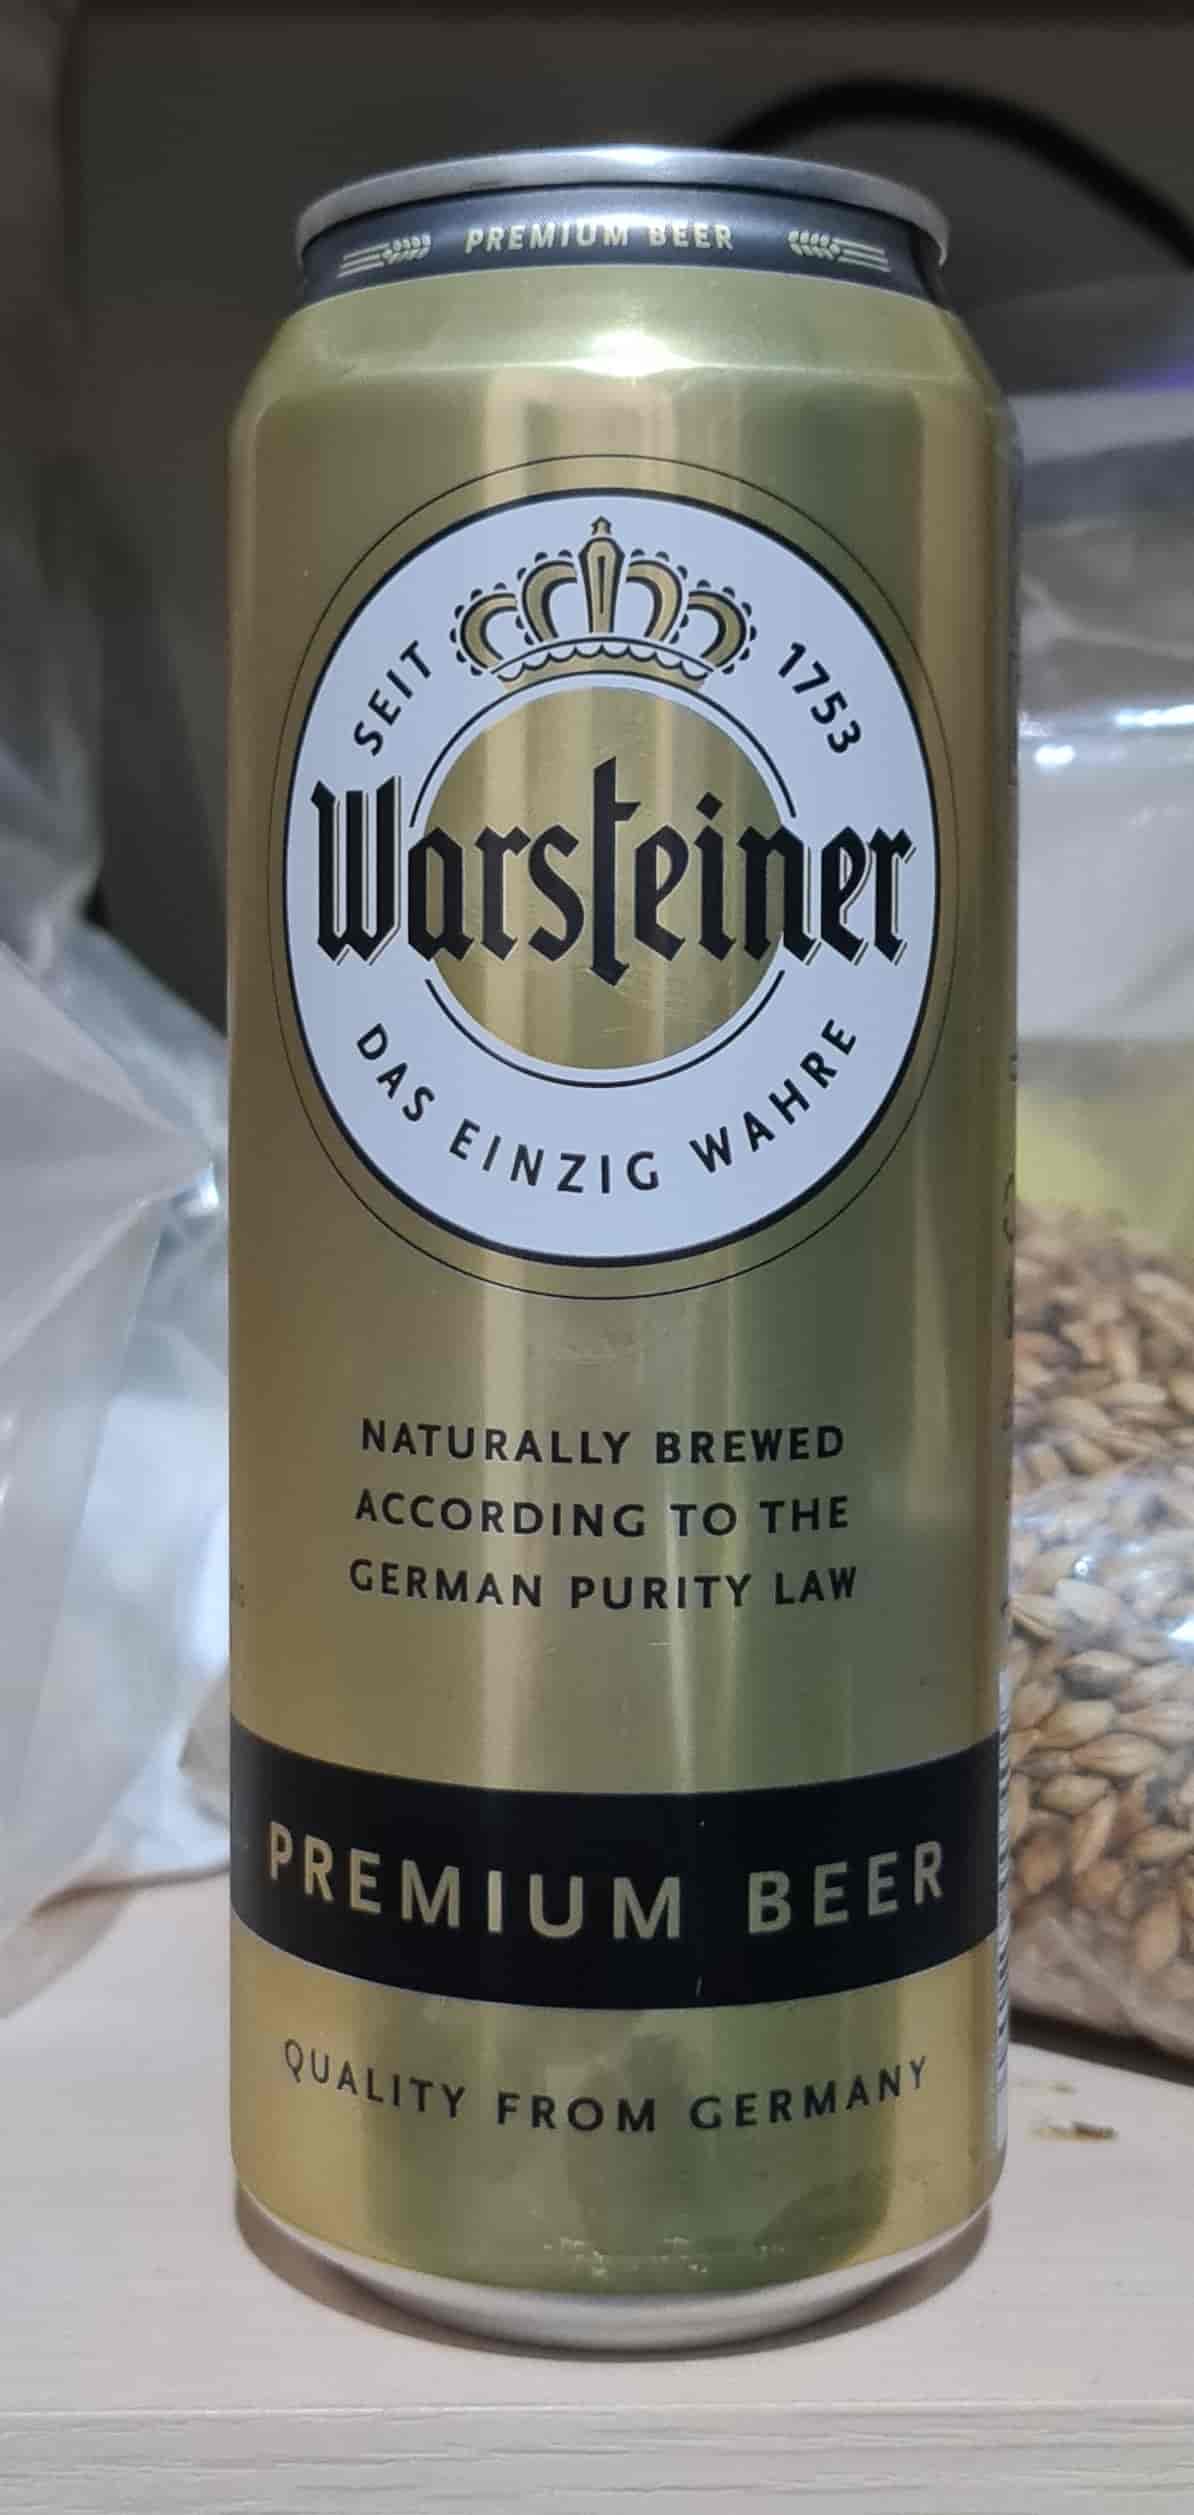 PREMIUM BEER
SEIT 1753
Warsteiner
DAS EINZIG WAHRE
NATURALLY BREWED
ACCORDING TO THE
GERMAN PURITY LAW
PREMIUM BEER
QUALITY FROM GERMANY